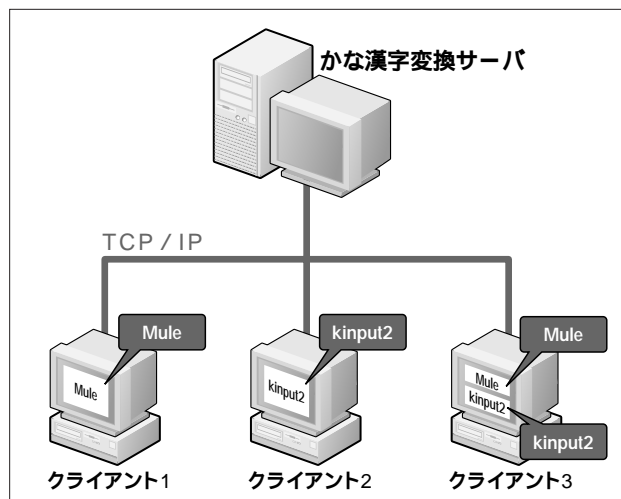 かな漢字変換サーバ
TCP / IP
Mule
kinput2
Mule
Mule
kinput2
Mule
kinput2
kinput2
クライアント1
クライアント2
クライアント3